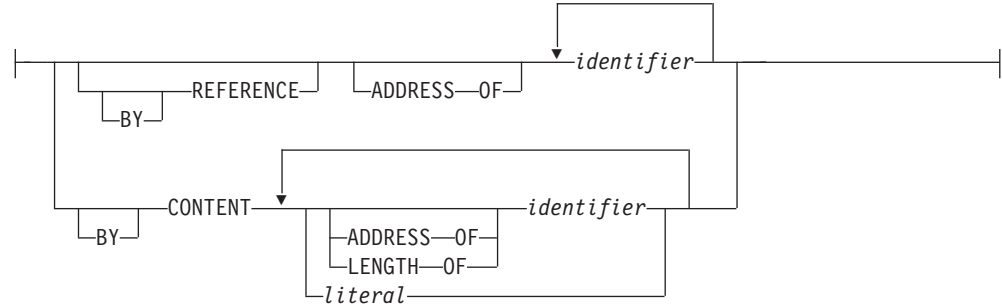 identifier
REFERENCE ADDRESS OF
BY
CONTENT identifier
BY ADDRESS OF
LENGTH OF
literal